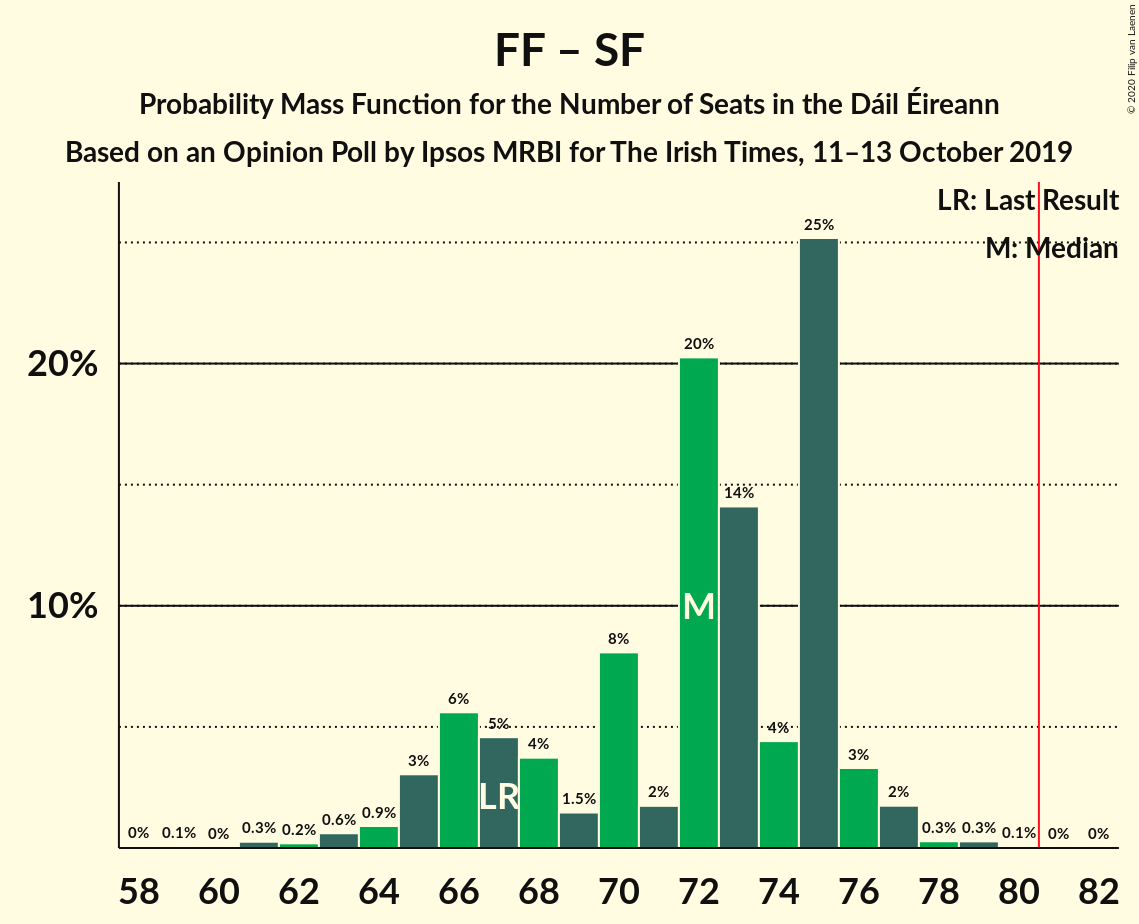 FF – SF
Probability Mass Function for the Number of Seats in the Dáil Éireann
Based on an Opinion Poll by Ipsos MRBI for The Irish Times, 11–13 October 2019
© 2020 Filip van Laenen
LR: Last Result
M: Median
20%
10%
0% 0.1% 0% 0.3% 0.2% 0.6% 0.9% 3% 6% 5% 4% 1.5% 8% 2% 20% 14% 4% 25% 3% 2% 0.3% 0.3% 0.1% 0% 0%
LR
M
58 60 62 64 66 68 70 72 74 76 78 80 82